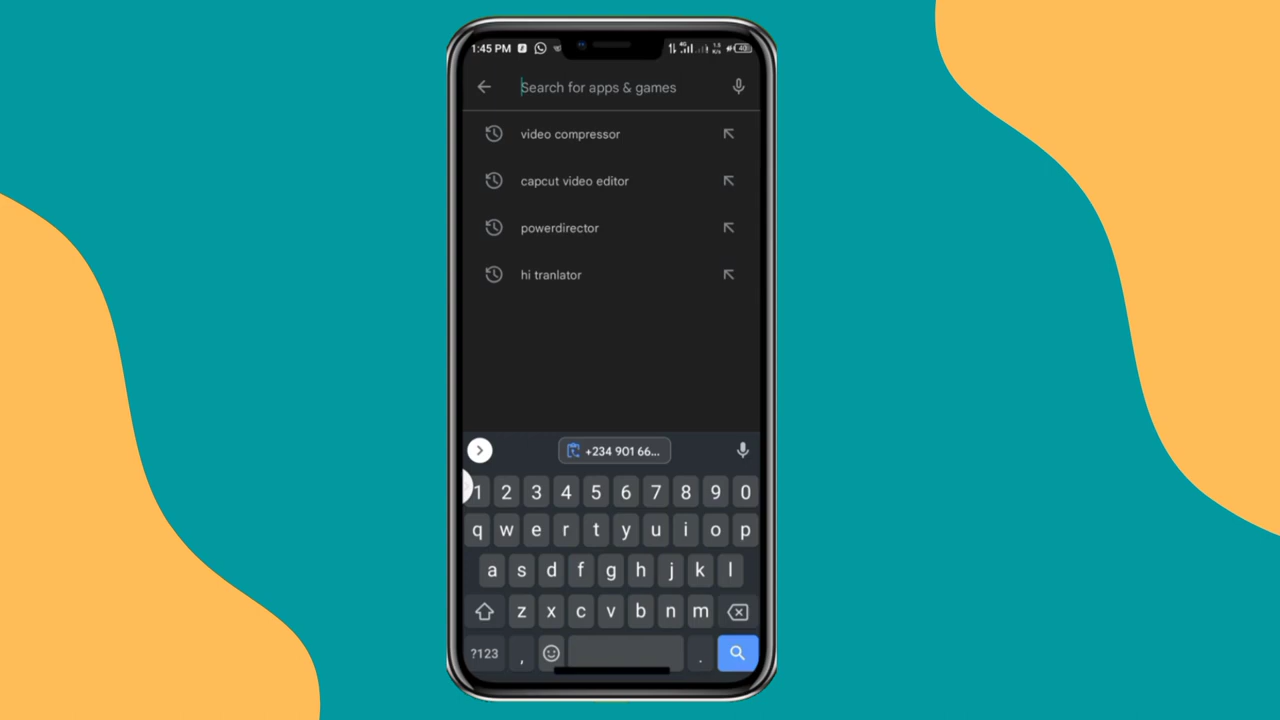 1:45 PM
Search for apps & games
video compressor
capcut video editor
powerdirector
hi tranlator
+234 901 66...
1 2 3 4 5 6 7 8 9 0
q w e r t y u i o p
a s d f g h j k l
z x c v b n m
?123 , .